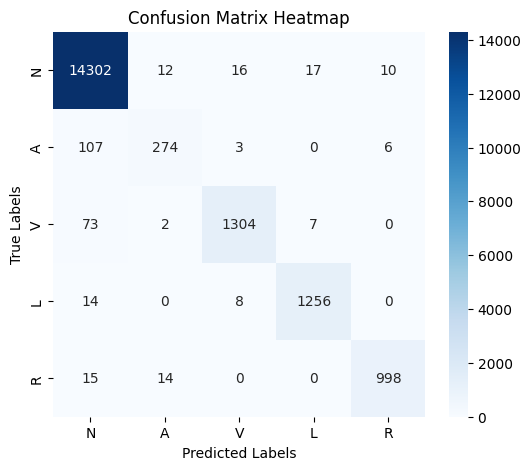 Confusion Matrix Heatmap
N 14302 12 16 17 10
A 107 274 3 0 6
V 73 2 1304 7 0
L 14 0 8 1256 0
R 15 14 0 0 998
N A V L R
Predicted Labels
True Labels
14000
12000
10000
8000
6000
4000
2000
0